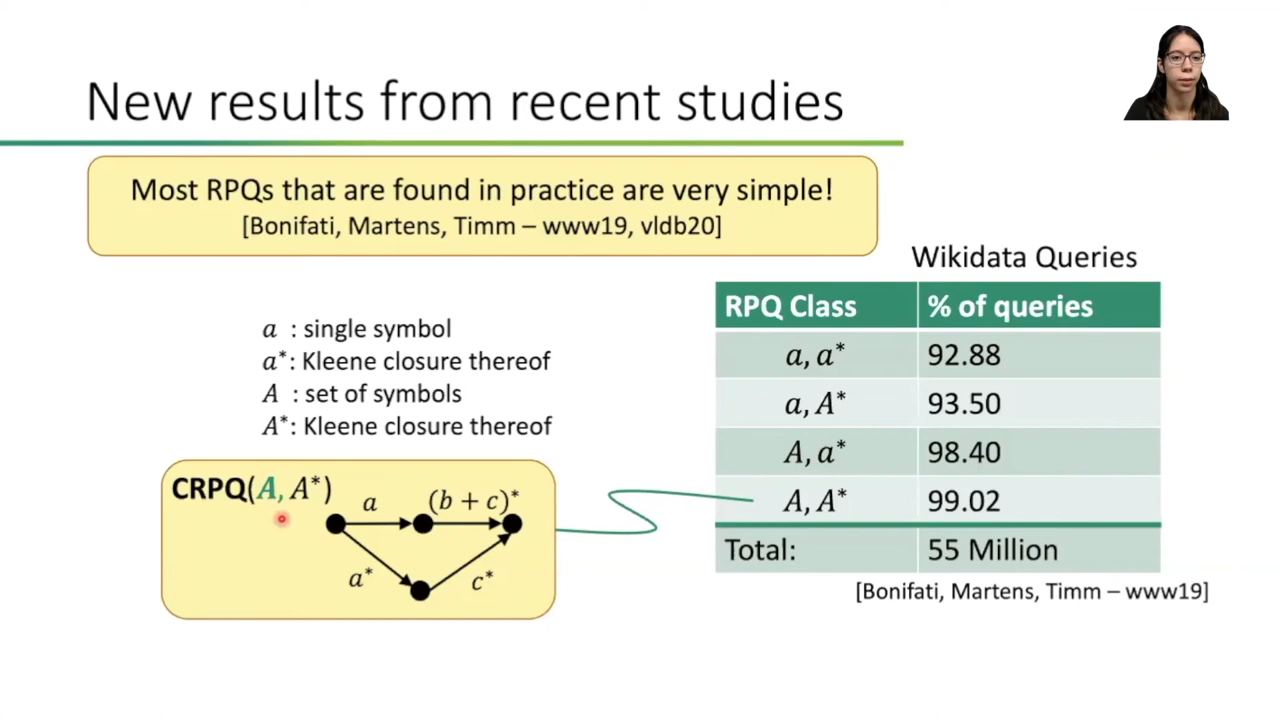 New results from recent studies
Most RPQs that are found in practice are very simple!
[Bonifati, Martens, Timm – www19, vldb20]
a : single symbol
a*: Kleene closure thereof
A : set of symbols
A*: Kleene closure thereof
CRPQ(A, A*)
a
(b + c)*
a*
c*
Wikidata Queries
RPQ Class % of queries
a, a* 92.88
a, A* 93.50
A, a* 98.40
A, A* 99.02
Total: 55 Million
[Bonifati, Martens, Timm – www19]